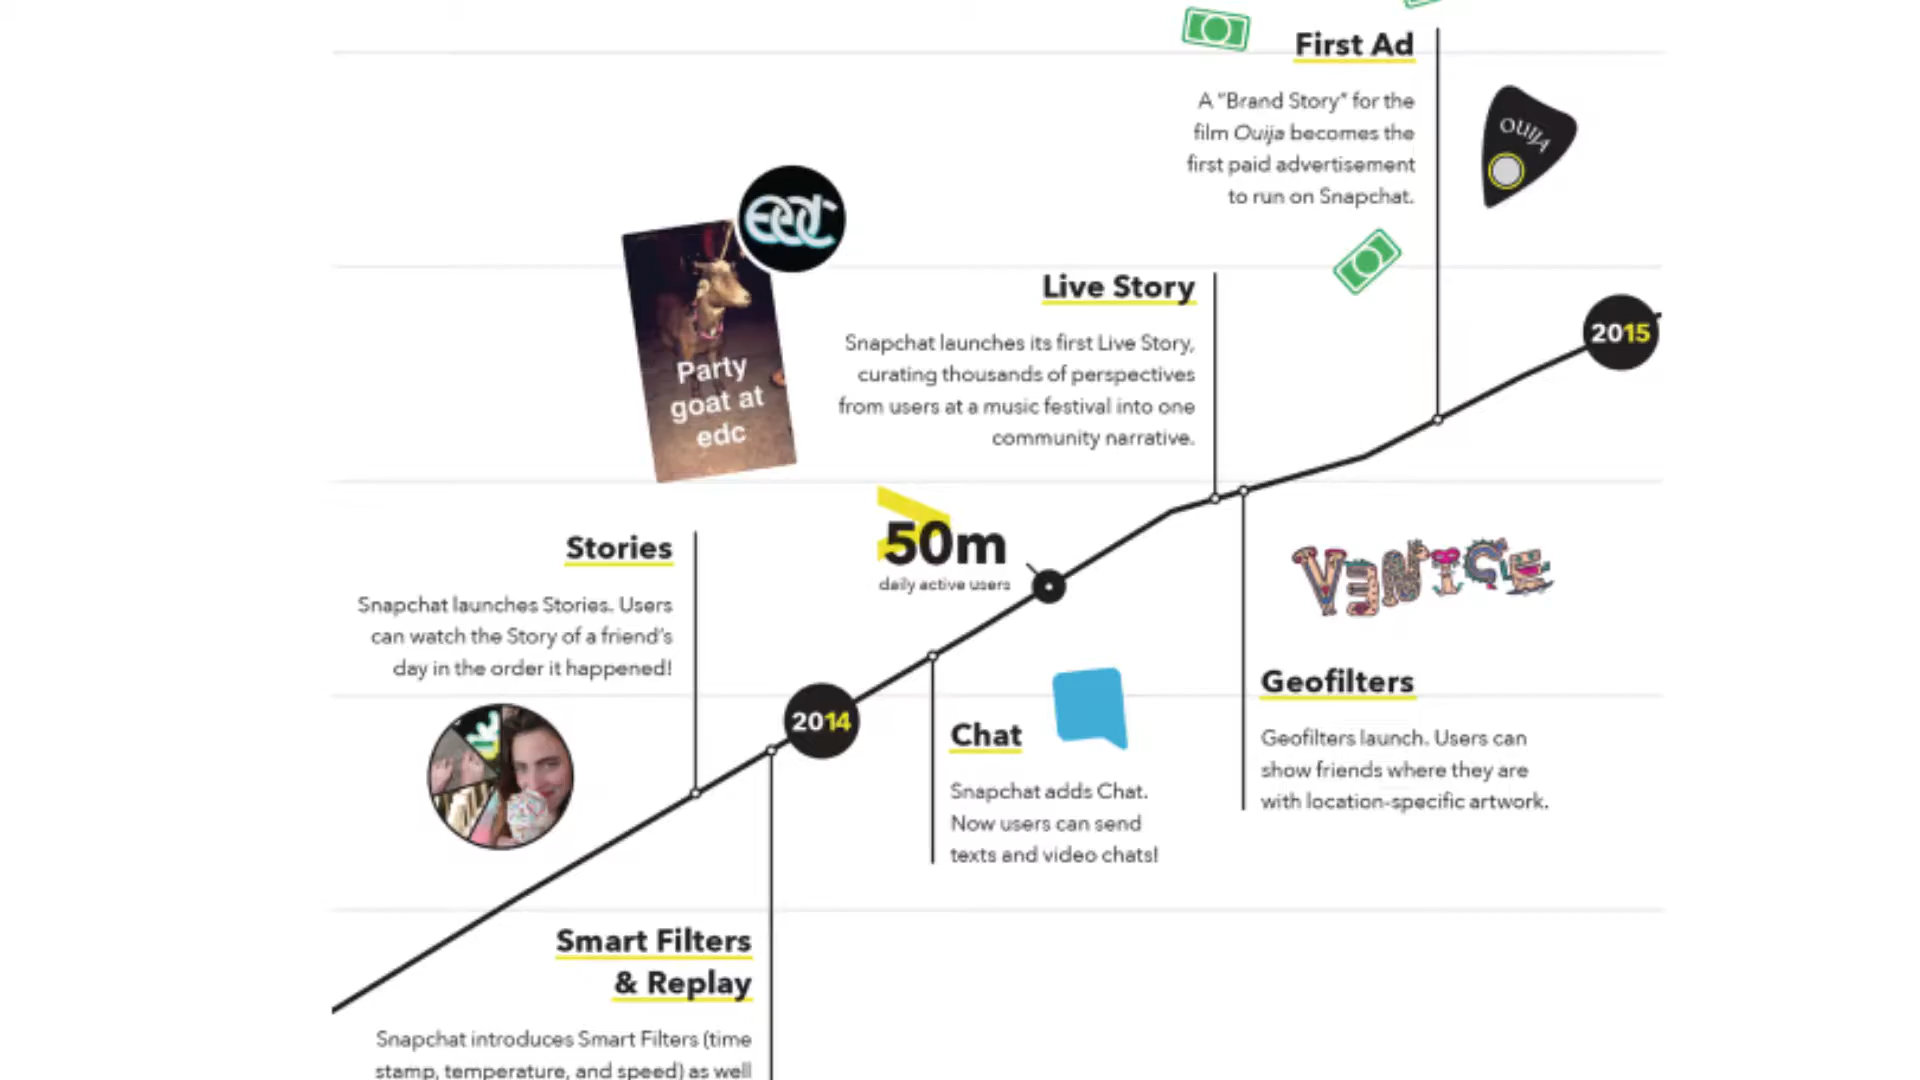 First Ad
A "Brand Story" for the
film Ouija becomes the
first paid advertisement
to run on Snapchat.
OUIJA
edc
Party
goat at
edc
Live Story
Snapchat launches its first Live Story,
curating thousands of perspectives
from users at a music festival into one
community narrative.
2015
Stories
Snapchat launches Stories. Users
can watch the Story of a friend's
day in the order it happened!
50m
daily active users
VENICE
2014
Chat
Snapchat adds Chat.
Now users can send
texts and video chats!
Geofilters
Geofilters launch. Users can
show friends where they are
with location-specific artwork.
Smart Filters
& Replay
Snapchat introduces Smart Filters (time
stamp, temperature, and speed) as well